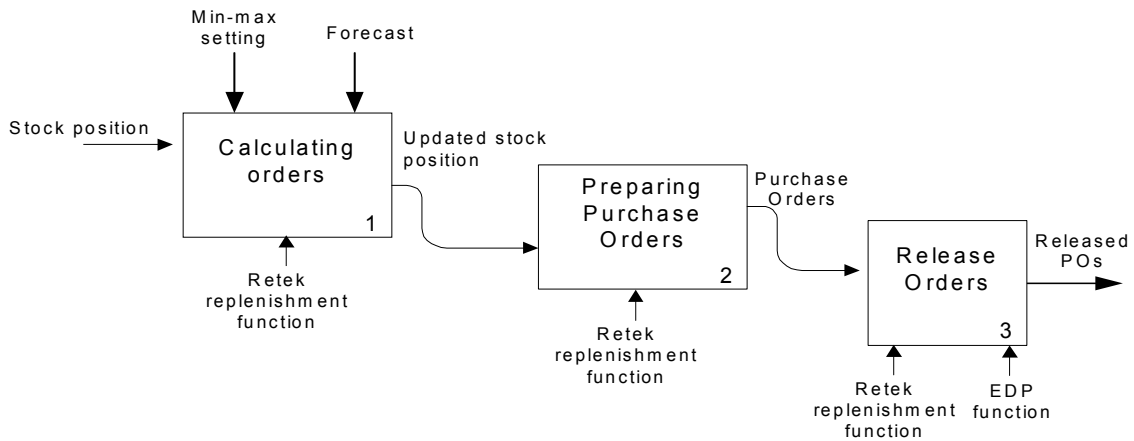 Min-max
setting
Forecast
Stock position
Calculating
orders
1
Updated stock
position
Retek
replenishment
function
Preparing
Purchase
Orders
2
Purchase
Orders
Retek
replenishment
function
Release
Orders
3
Released
POs
Retek
replenishment
function
EDP
function